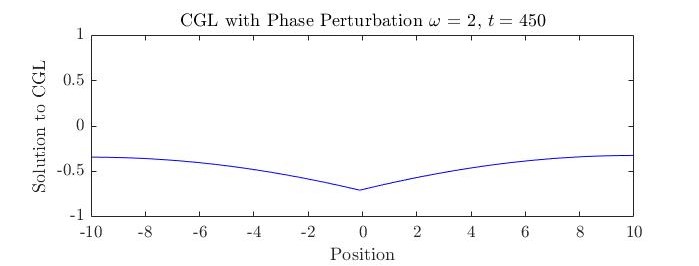 CGL with Phase Perturbation ω = 2, t = 450
1
0.5
0
-0.5
-1
Solution to CGL
-10 -8 -6 -4 -2 0 2 4 6 8 10
Position